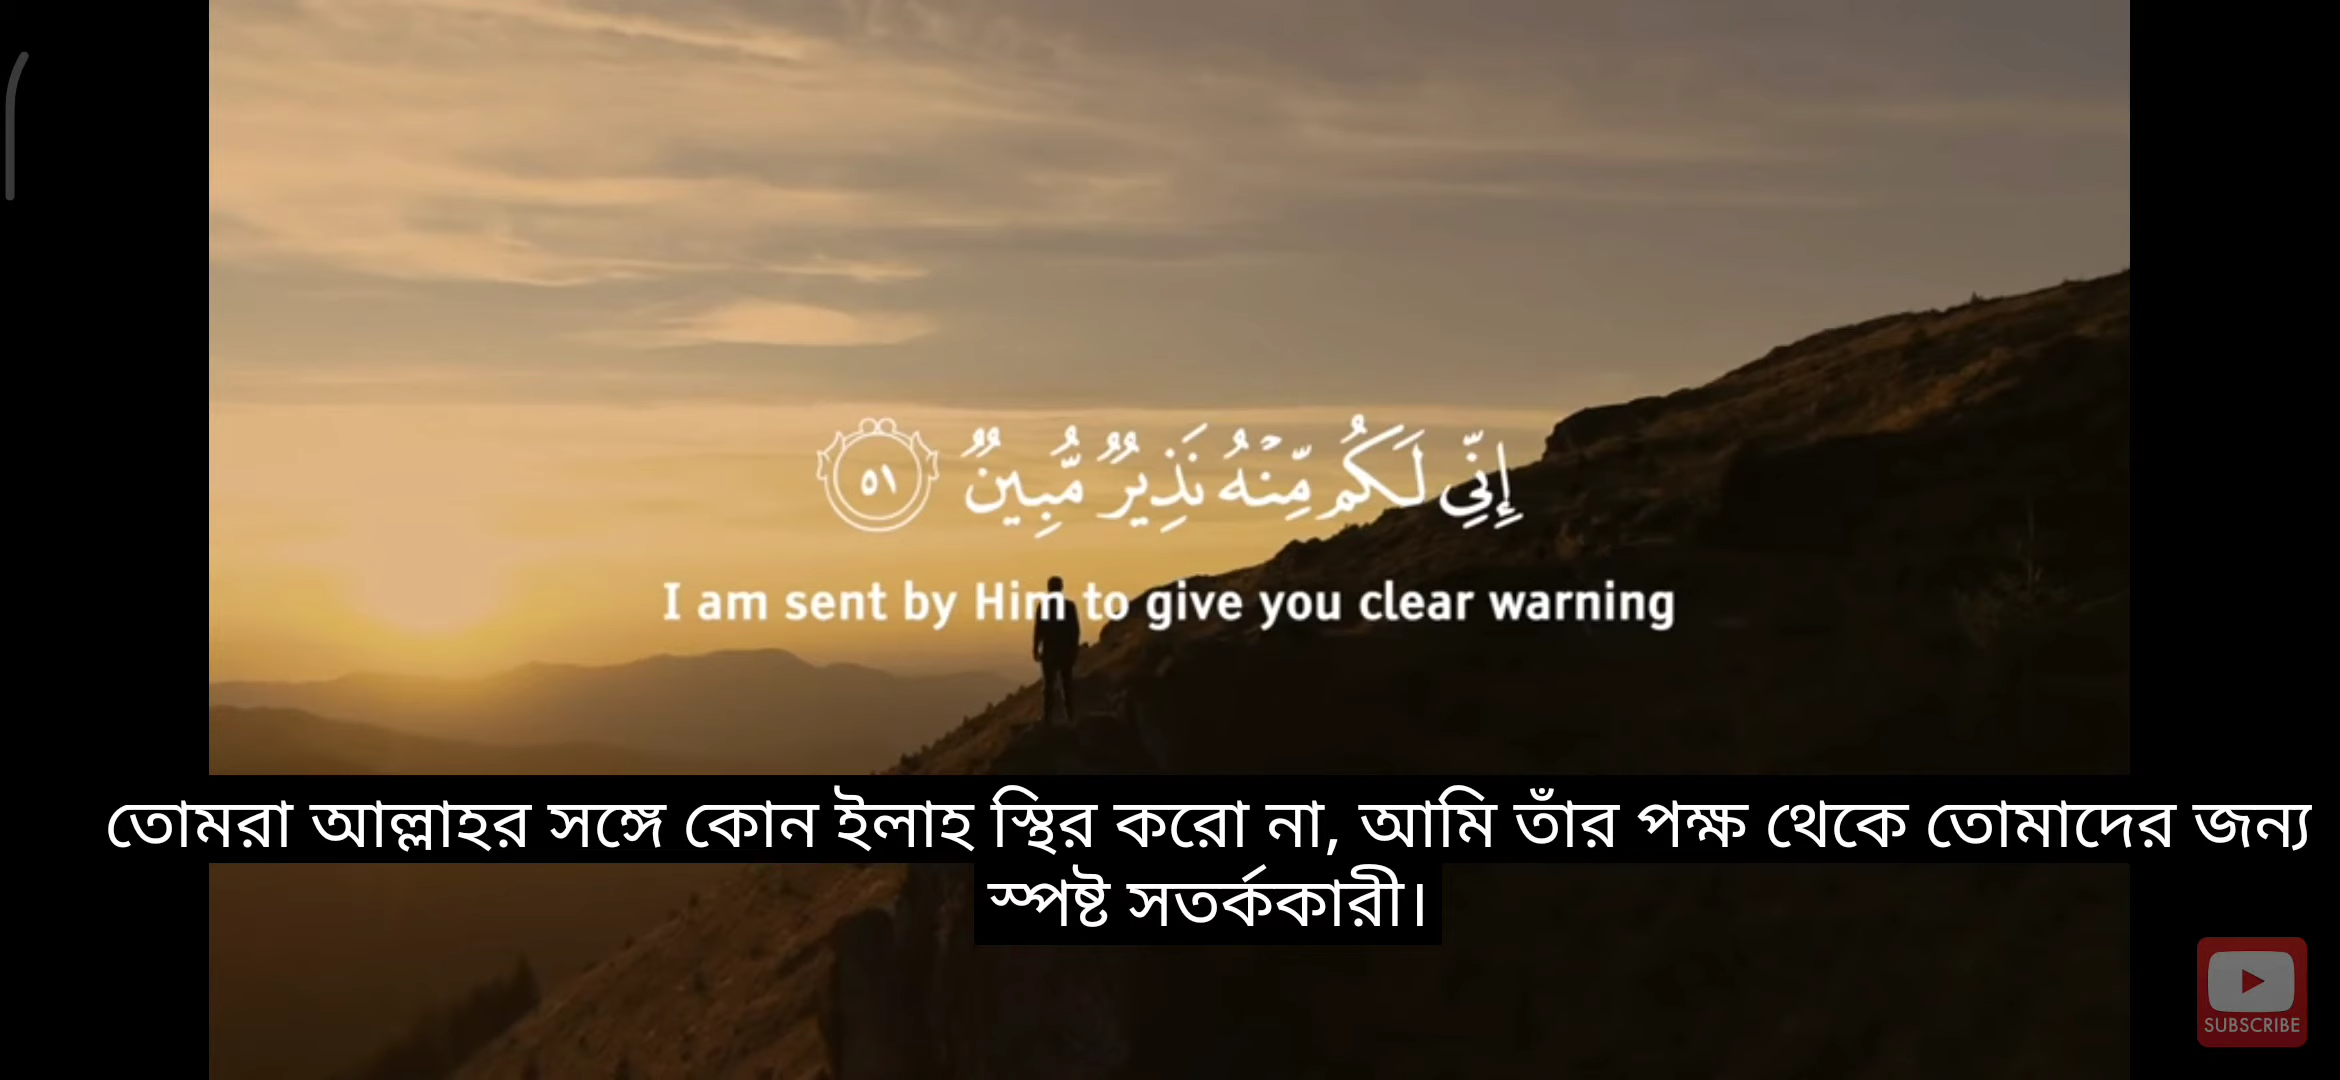 إِنِّي لَكُم مِّنْهُ نَذِيرٌ مُّبِينٌ ٥١
I am sent by Him to give you clear warning
তোমরা আল্লাহর সঙ্গে কোন ইলাহ স্থির করো না, আমি তাঁর পক্ষ থেকে তোমাদের জন্য
স্পষ্ট সতর্ককারী।
SUBSCRIBE